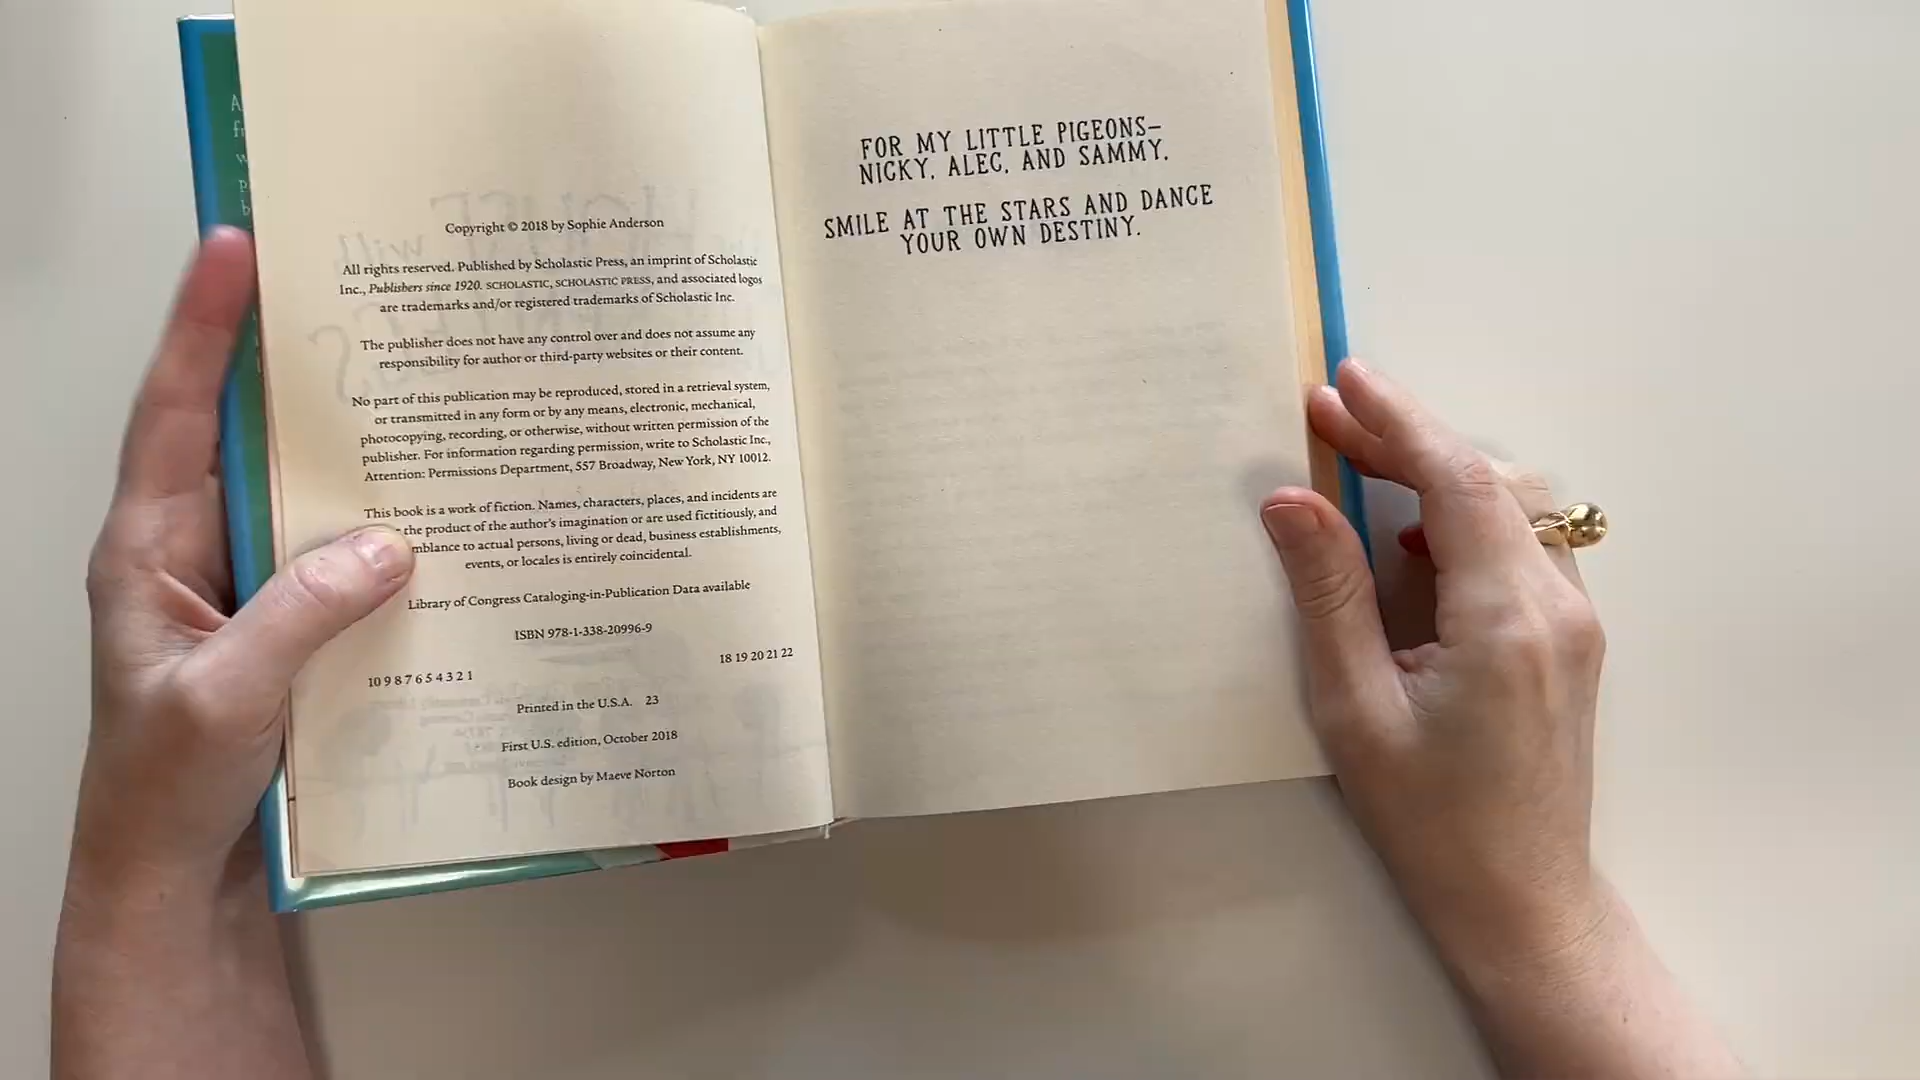 Copyright © 2018 by Sophie Anderson
All rights reserved. Published by Scholastic Press, an imprint of Scholastic
Inc., Publishers since 1920. SCHOLASTIC, SCHOLASTIC PRESS, and associated logos
are trademarks and/or registered trademarks of Scholastic Inc.
The publisher does not have any control over and does not assume any
responsibility for author or third-party websites or their content.
No part of this publication may be reproduced, stored in a retrieval system,
or transmitted in any form or by any means, electronic, mechanical,
photocopying, recording, or otherwise, without written permission of the
publisher. For information regarding permission, write to Scholastic Inc.,
Attention: Permissions Department, 557 Broadway, New York, NY 10012.
This book is a work of fiction. Names, characters, places, and incidents are
the product of the author's imagination or are used fictitiously, and
mblance to actual persons, living or dead, business establishments,
events, or locales is entirely coincidental.
Library of Congress Cataloging-in-Publication Data available
ISBN 978-1-338-20996-9
10 9 8 7 6 5 4 3 2 1 18 19 20 21 22
Printed in the U.S.A. 23
First U.S. edition, October 2018
Book design by Maeve Norton
FOR MY LITTLE PIGEONS—
NICKY, ALEC, AND SAMMY.
SMILE AT THE STARS AND DANCE
YOUR OWN DESTINY.